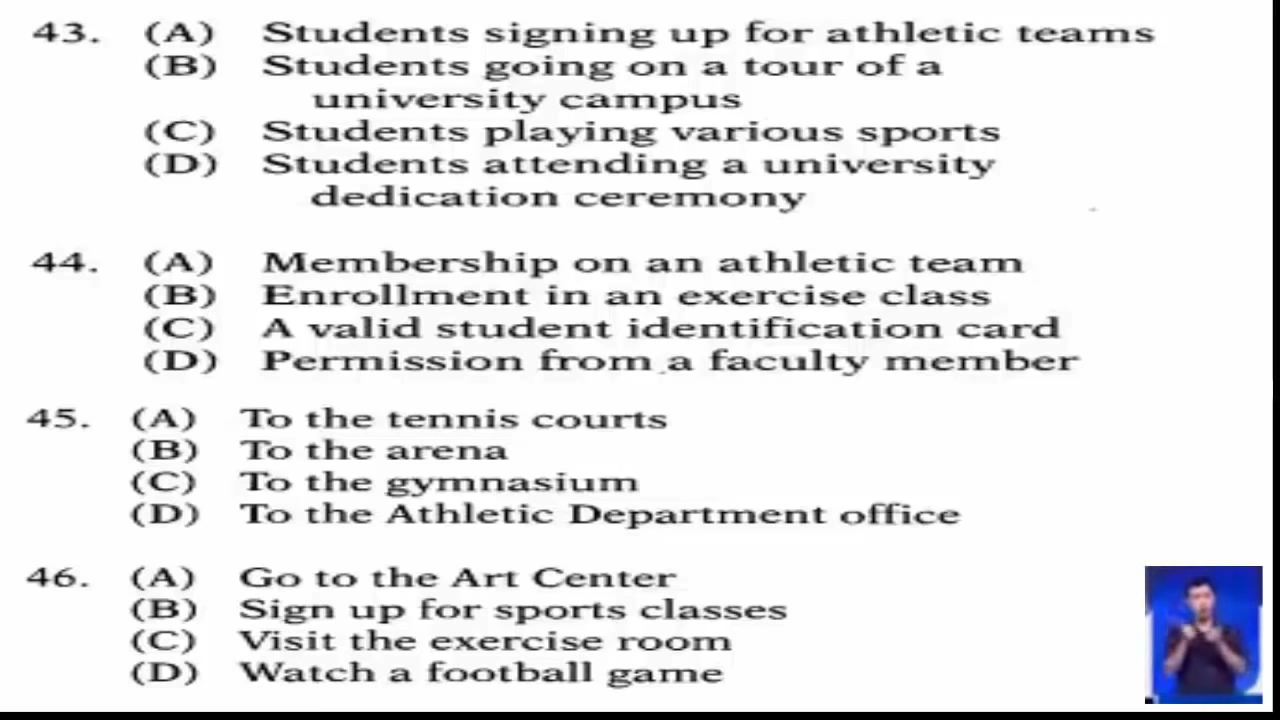 43. (A) Students signing up for athletic teams
(B) Students going on a tour of a
university campus
(C) Students playing various sports
(D) Students attending a university
dedication ceremony
44. (A) Membership on an athletic team
(B) Enrollment in an exercise class
(C) A valid student identification card
(D) Permission from a faculty member
45. (A) To the tennis courts
(B) To the arena
(C) To the gymnasium
(D) To the Athletic Department office
46. (A) Go to the Art Center
(B) Sign up for sports classes
(C) Visit the exercise room
(D) Watch a football game